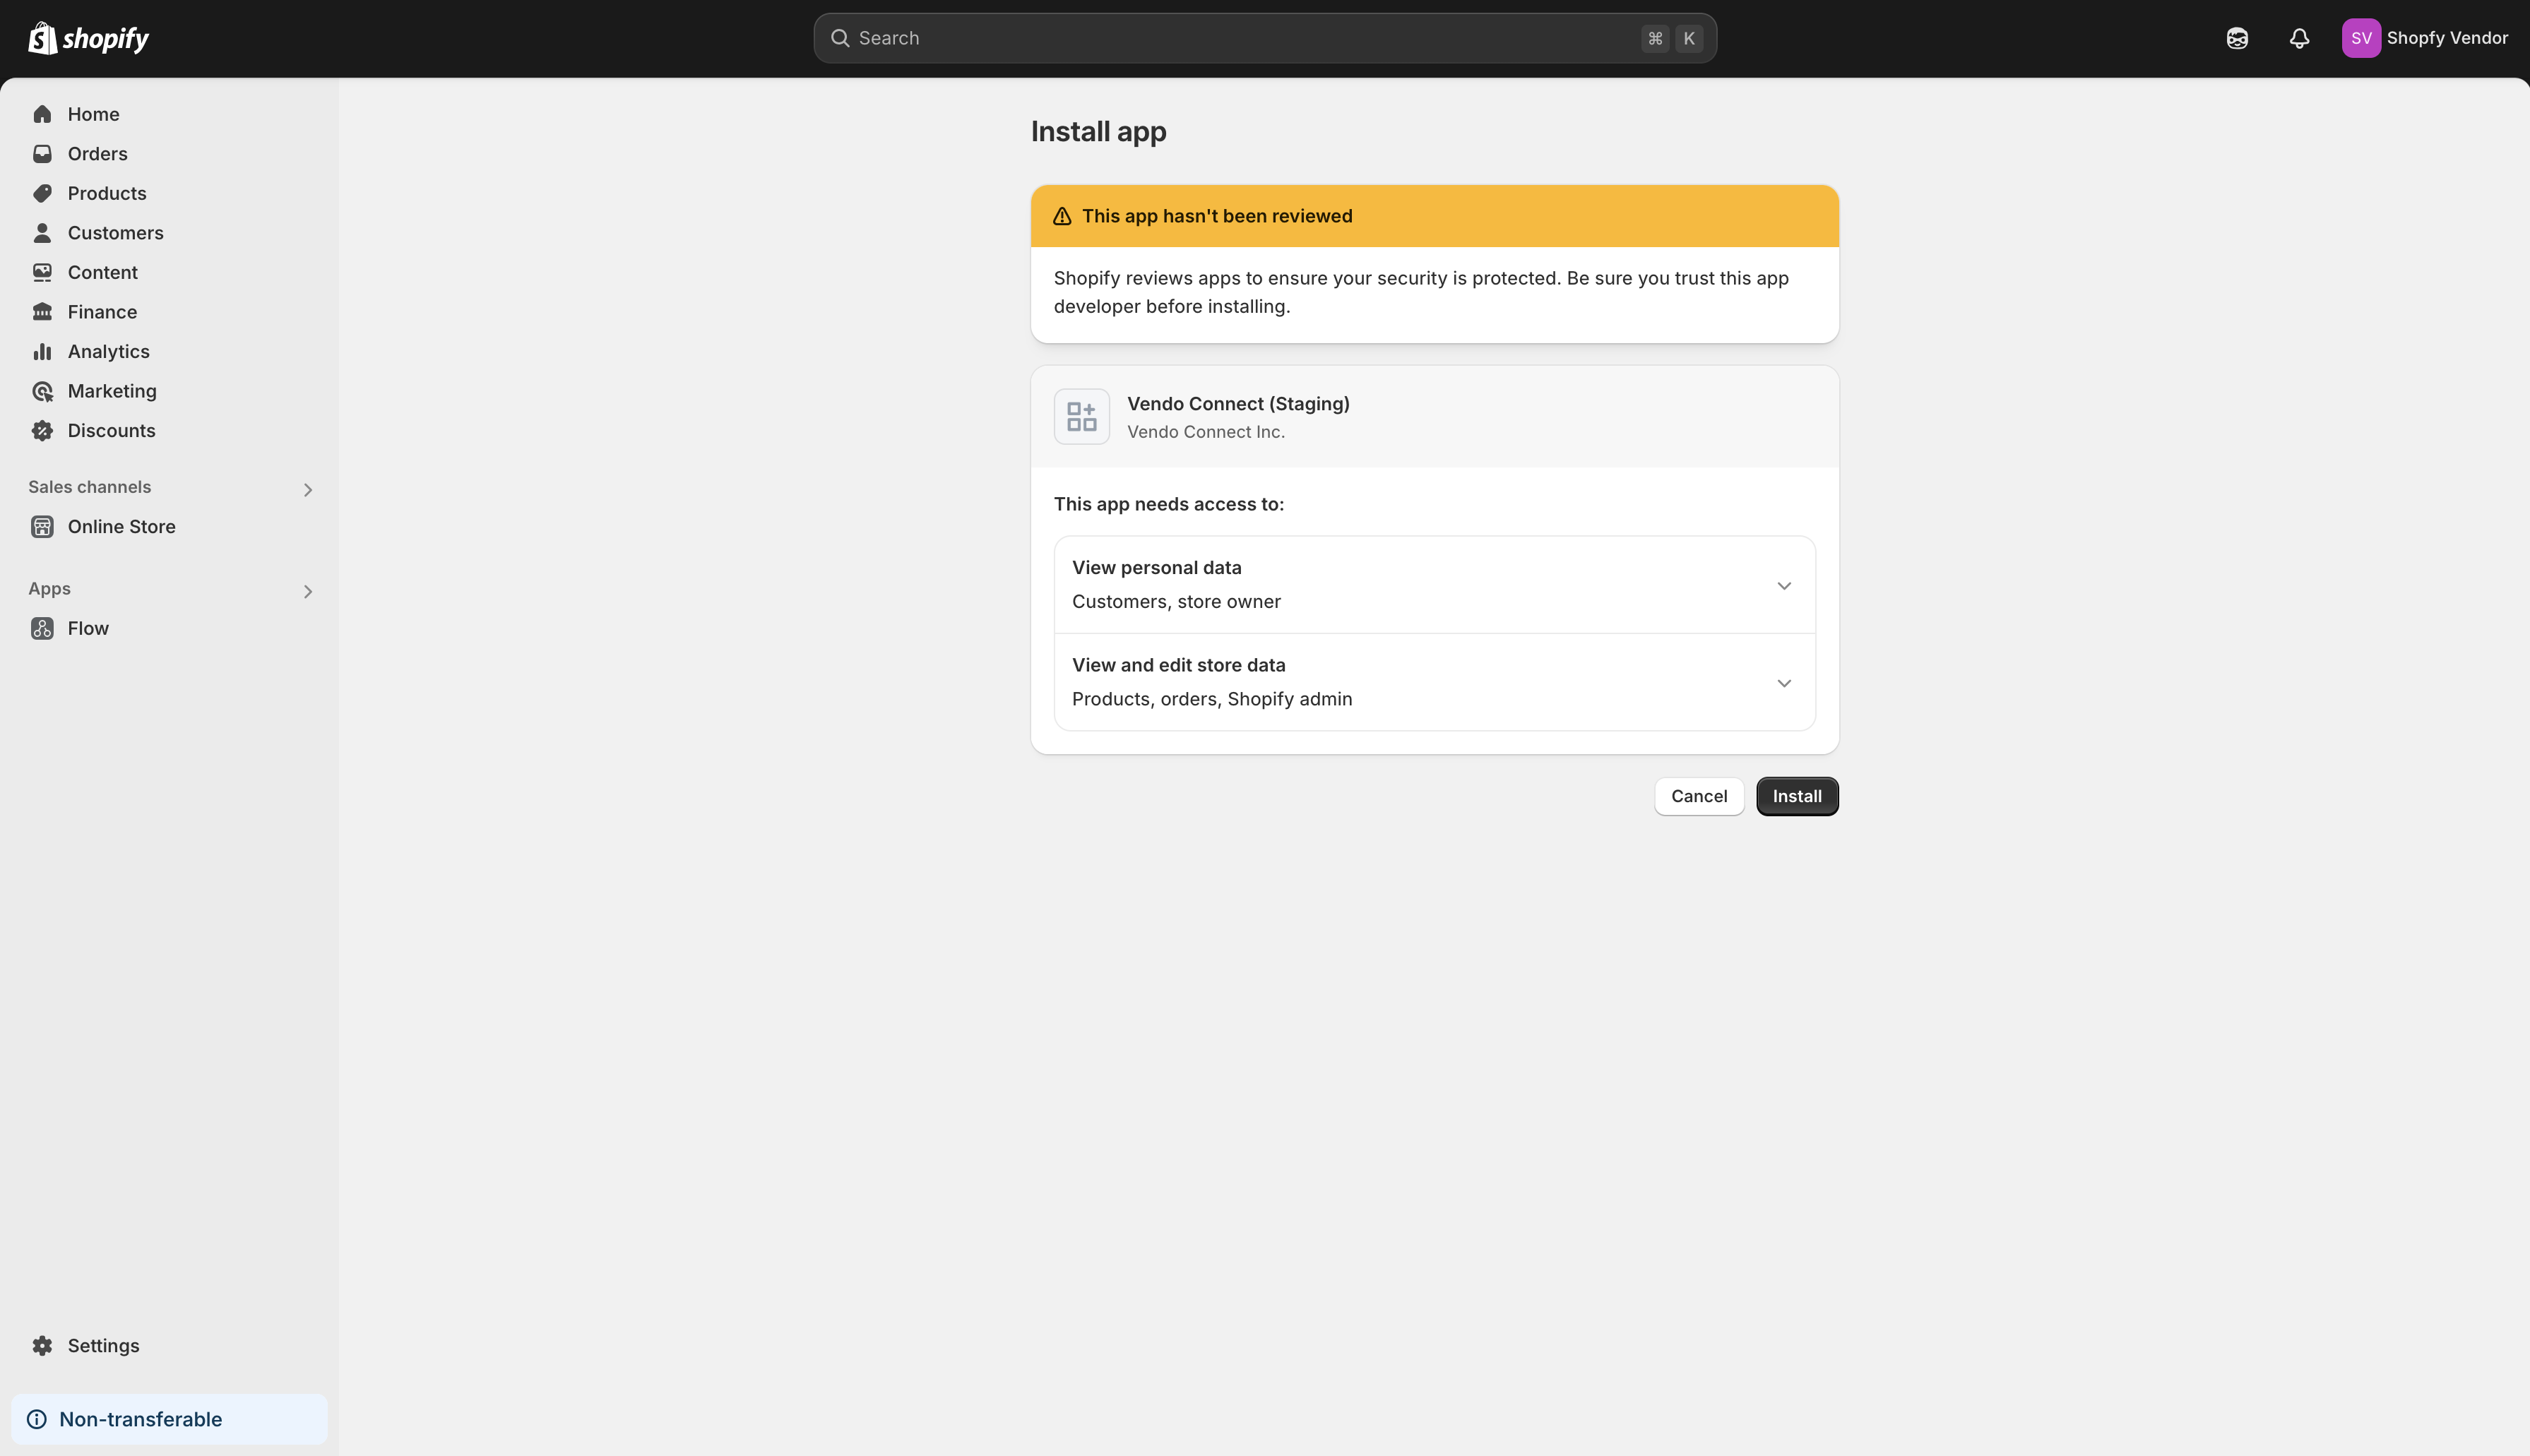 shopify
Search
⌘ K
SV
Shopfy Vendor
Home
Orders
Products
Customers
Content
Finance
Analytics
Marketing
Discounts
Sales channels
Online Store
Apps
Flow
Settings
Non-transferable
Install app
This app hasn't been reviewed
Shopify reviews apps to ensure your security is protected. Be sure you trust this app
developer before installing.
Vendo Connect (Staging)
Vendo Connect Inc.
This app needs access to:
View personal data
Customers, store owner
View and edit store data
Products, orders, Shopify admin
Cancel
Install